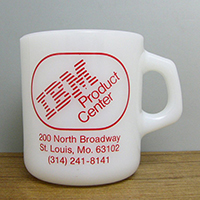 IBM
Product
Center
200 North Broadway
St. Louis, Mo. 63102
(314) 241-8141